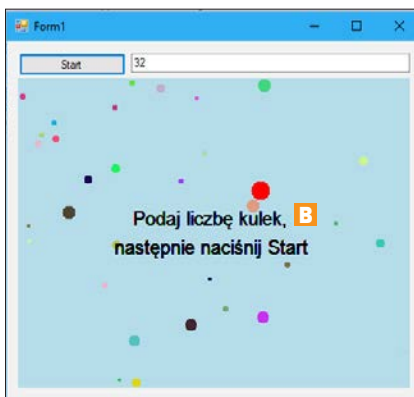 Form1
Start 32
Podaj liczbę kulek, B
następnie naciśnij Start